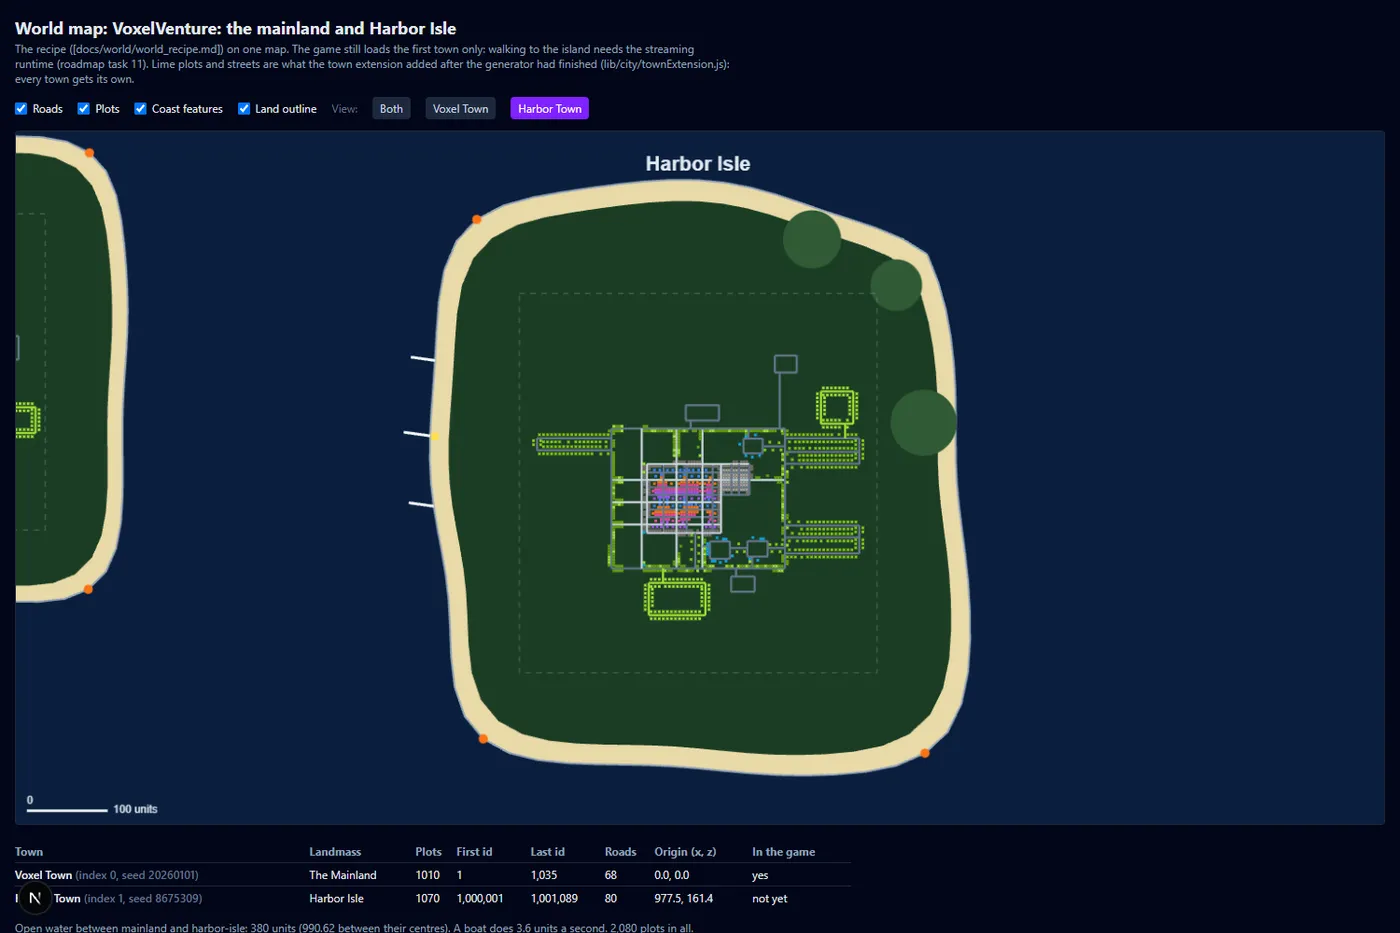 World map: VoxelVenture: the mainland and Harbor Isle
The recipe ([docs/world/world_recipe.md]) on one map. The game still loads the first town only: walking to the island needs the streaming
runtime (roadmap task 11). Lime plots and streets are what the town extension added after the generator had finished (lib/city/townExtension.js):
every town gets its own.
Roads Plots Coast features Land outline View: Both Voxel Town Harbor Town
Harbor Isle
0
100 units
Town Landmass Plots First id Last id Roads Origin (x, z) In the game
Voxel Town (index 0, seed 20260101) The Mainland 1010 1 1,035 68 0.0, 0.0 yes
Town (index 1, seed 8675309) Harbor Isle 1070 1,000,001 1,001,089 80 977.5, 161.4 not yet
N
Open water between mainland and harbor-isle: 380 units (990.62 between their centres). A boat does 3.6 units a second. 2,080 plots in all.